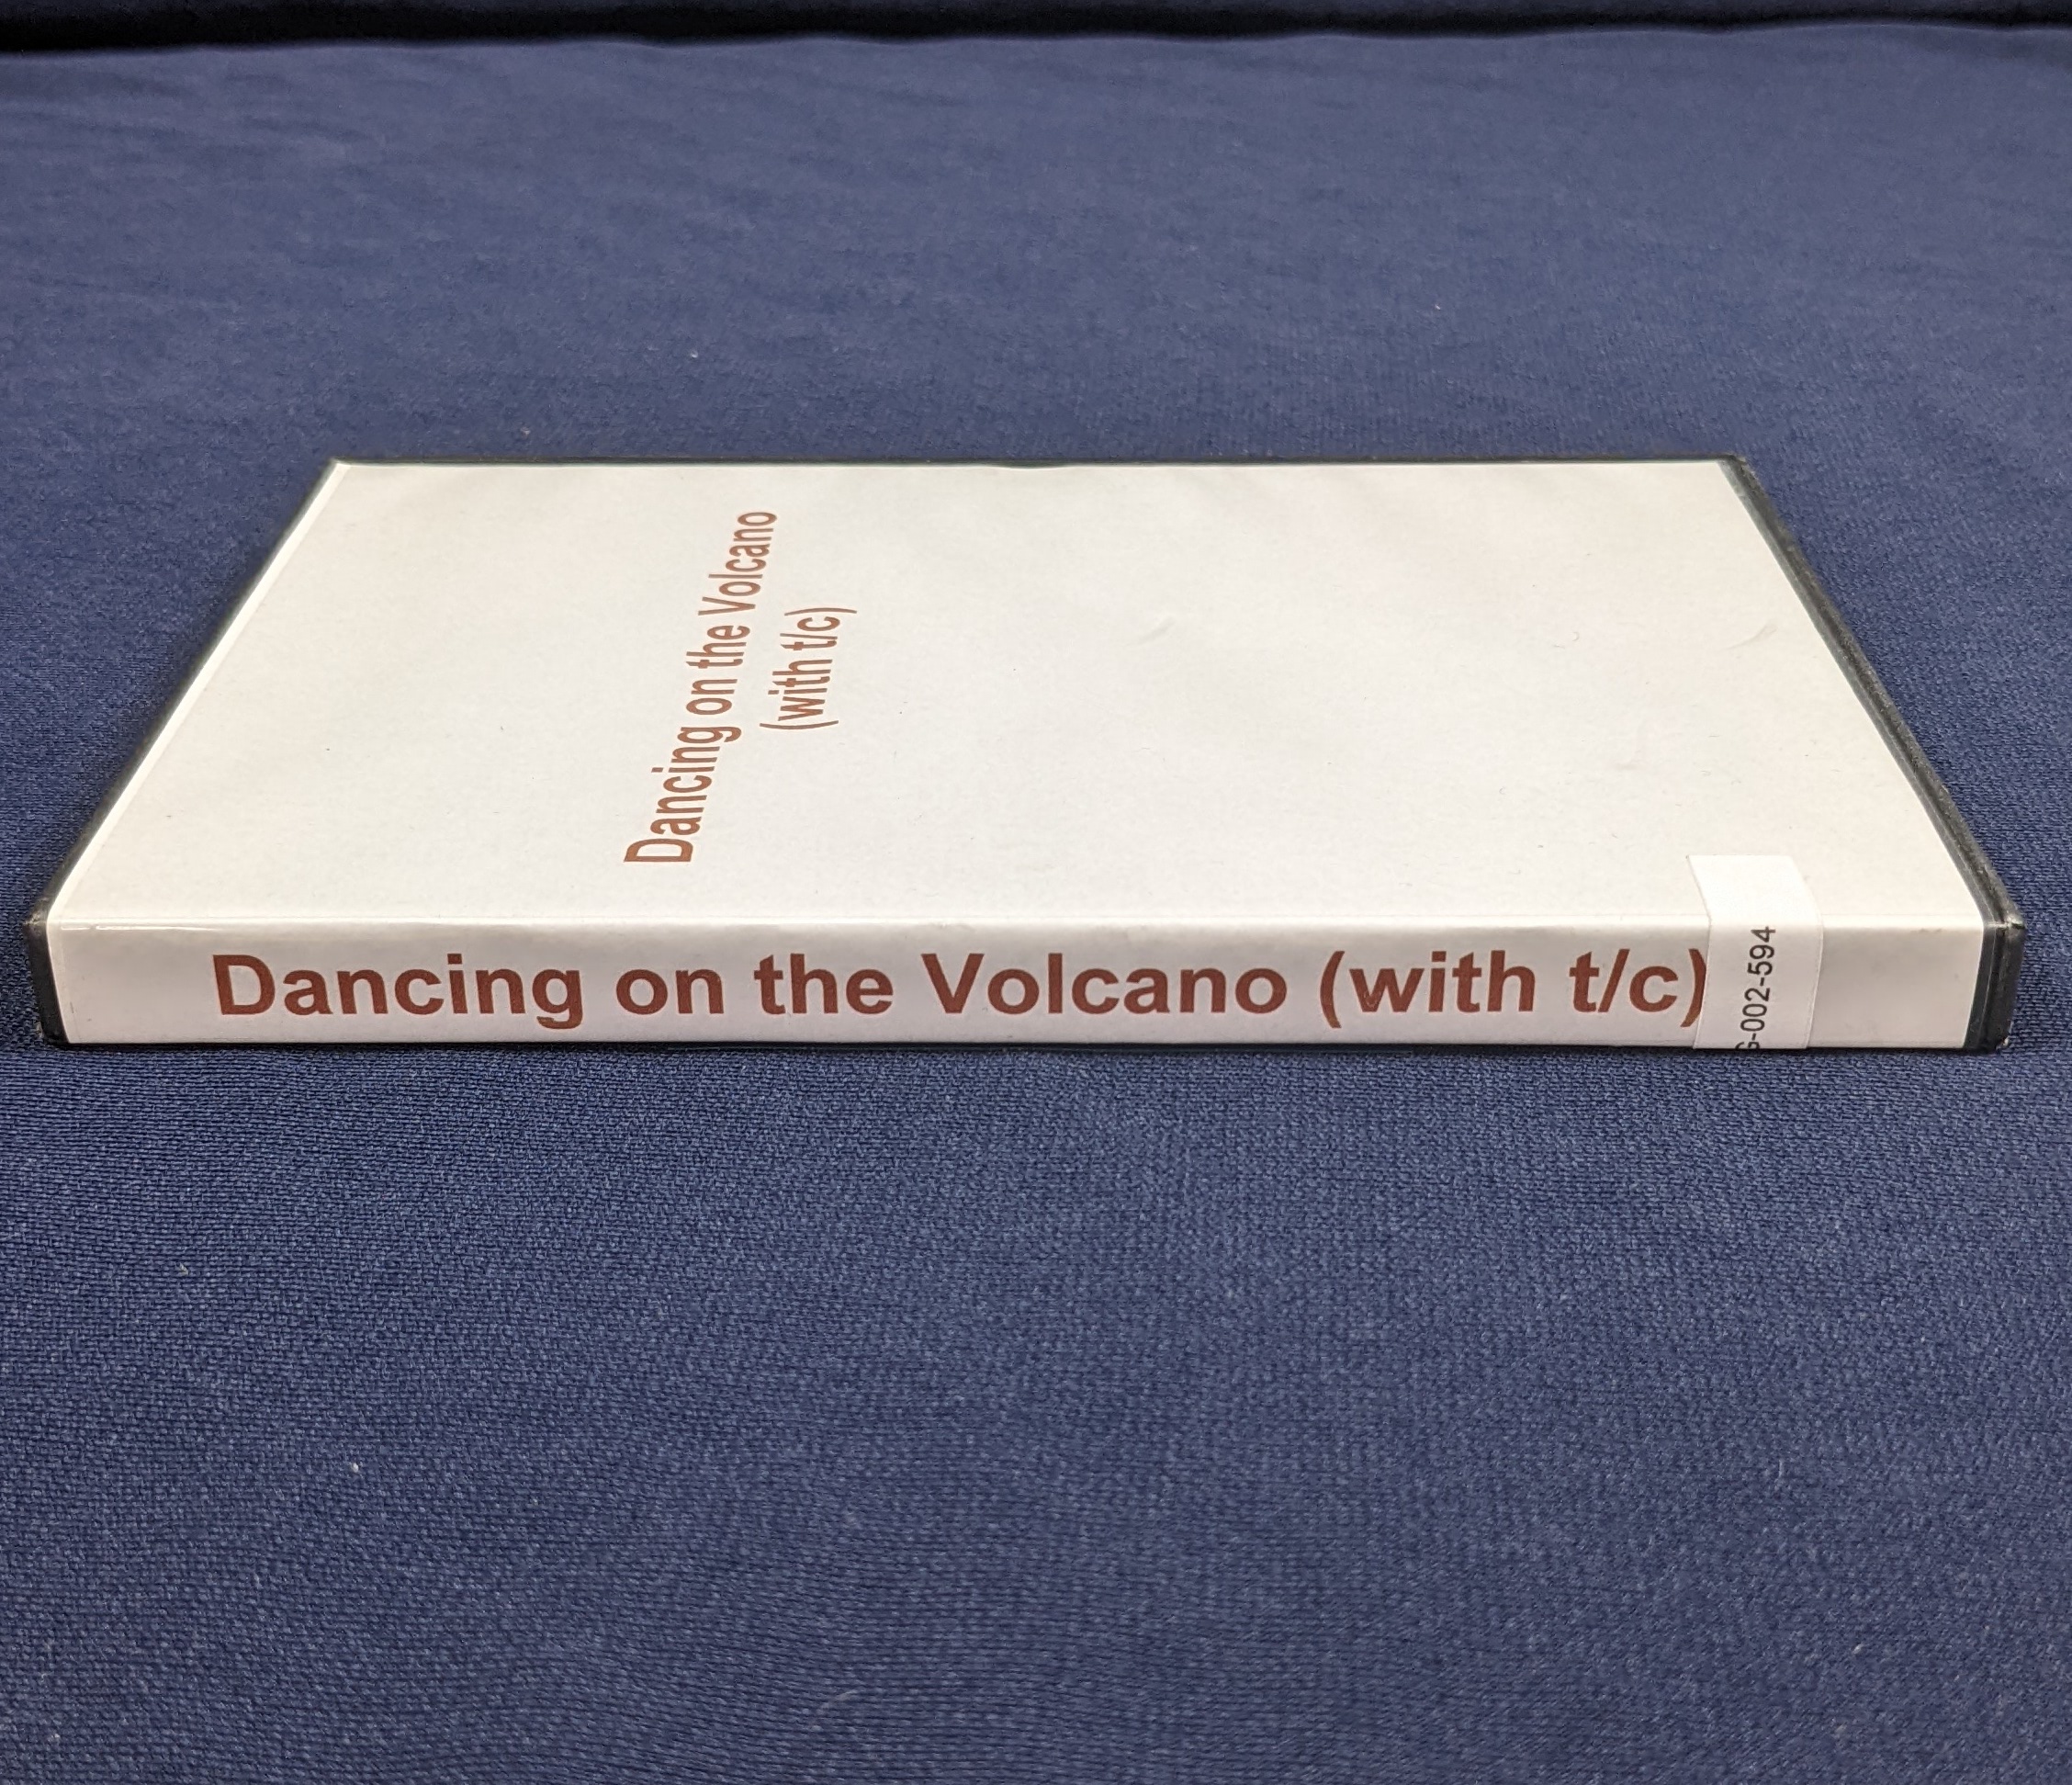 Dancing on the Volcano
(with t/c)
Dancing on the Volcano (with t/c)
G-002-594